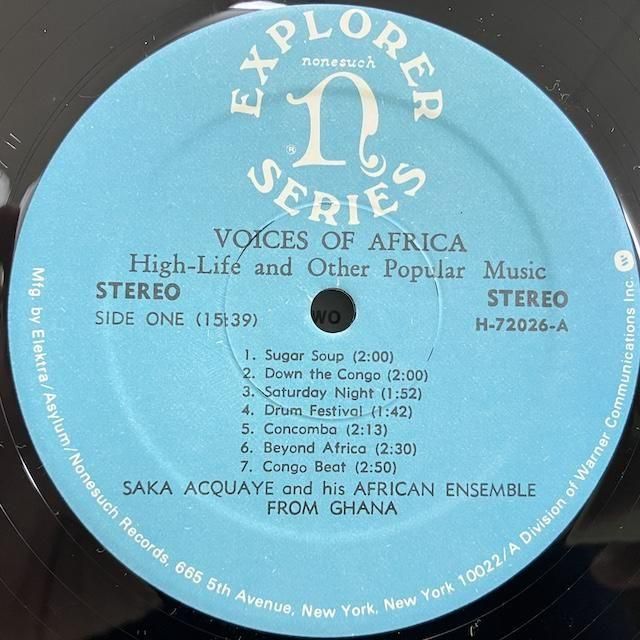 EXPLORER
nonesuch
n
®
SERIES
VOICES OF AFRICA
High-Life and Other Popular Music
STEREO STEREO
SIDE ONE (15:39) WO H-72026-A
1. Sugar Soup (2:00)
2. Down the Congo (2:00)
3. Saturday Night (1:52)
4. Drum Festival (1:42)
5. Concomba (2:13)
6. Beyond Africa (2:30)
7. Congo Beat (2:50)
SAKA ACQUAYE and his AFRICAN ENSEMBLE
FROM GHANA
Mfg. by Elektra/Asylum/Nonesuch Records, 665 5th Avenue, New York, New York 10022/A Division of Warner Communications Inc.